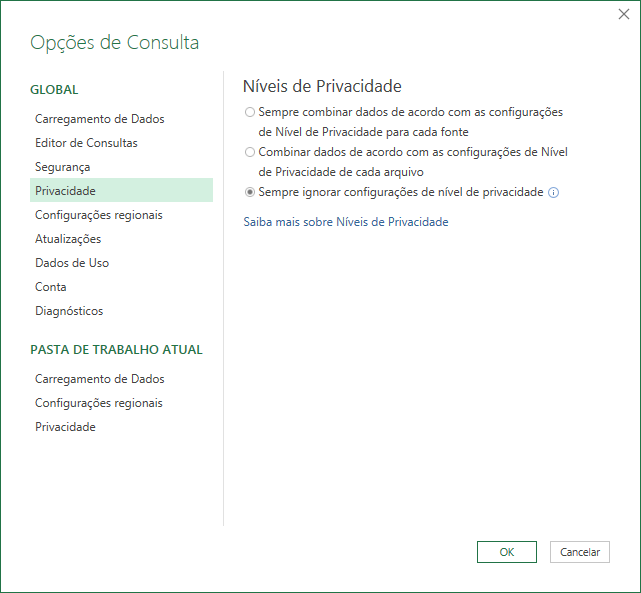 Opções de Consulta
GLOBAL
Carregamento de Dados
Editor de Consultas
Segurança
Privacidade
Configurações regionais
Atualizações
Dados de Uso
Conta
Diagnósticos
PASTA DE TRABALHO ATUAL
Carregamento de Dados
Configurações regionais
Privacidade
Níveis de Privacidade
Sempre combinar dados de acordo com as configurações
de Nível de Privacidade para cada fonte
Combinar dados de acordo com as configurações de Nível
de Privacidade de cada arquivo
Sempre ignorar configurações de nível de privacidade
Saiba mais sobre Níveis de Privacidade
OK
Cancelar